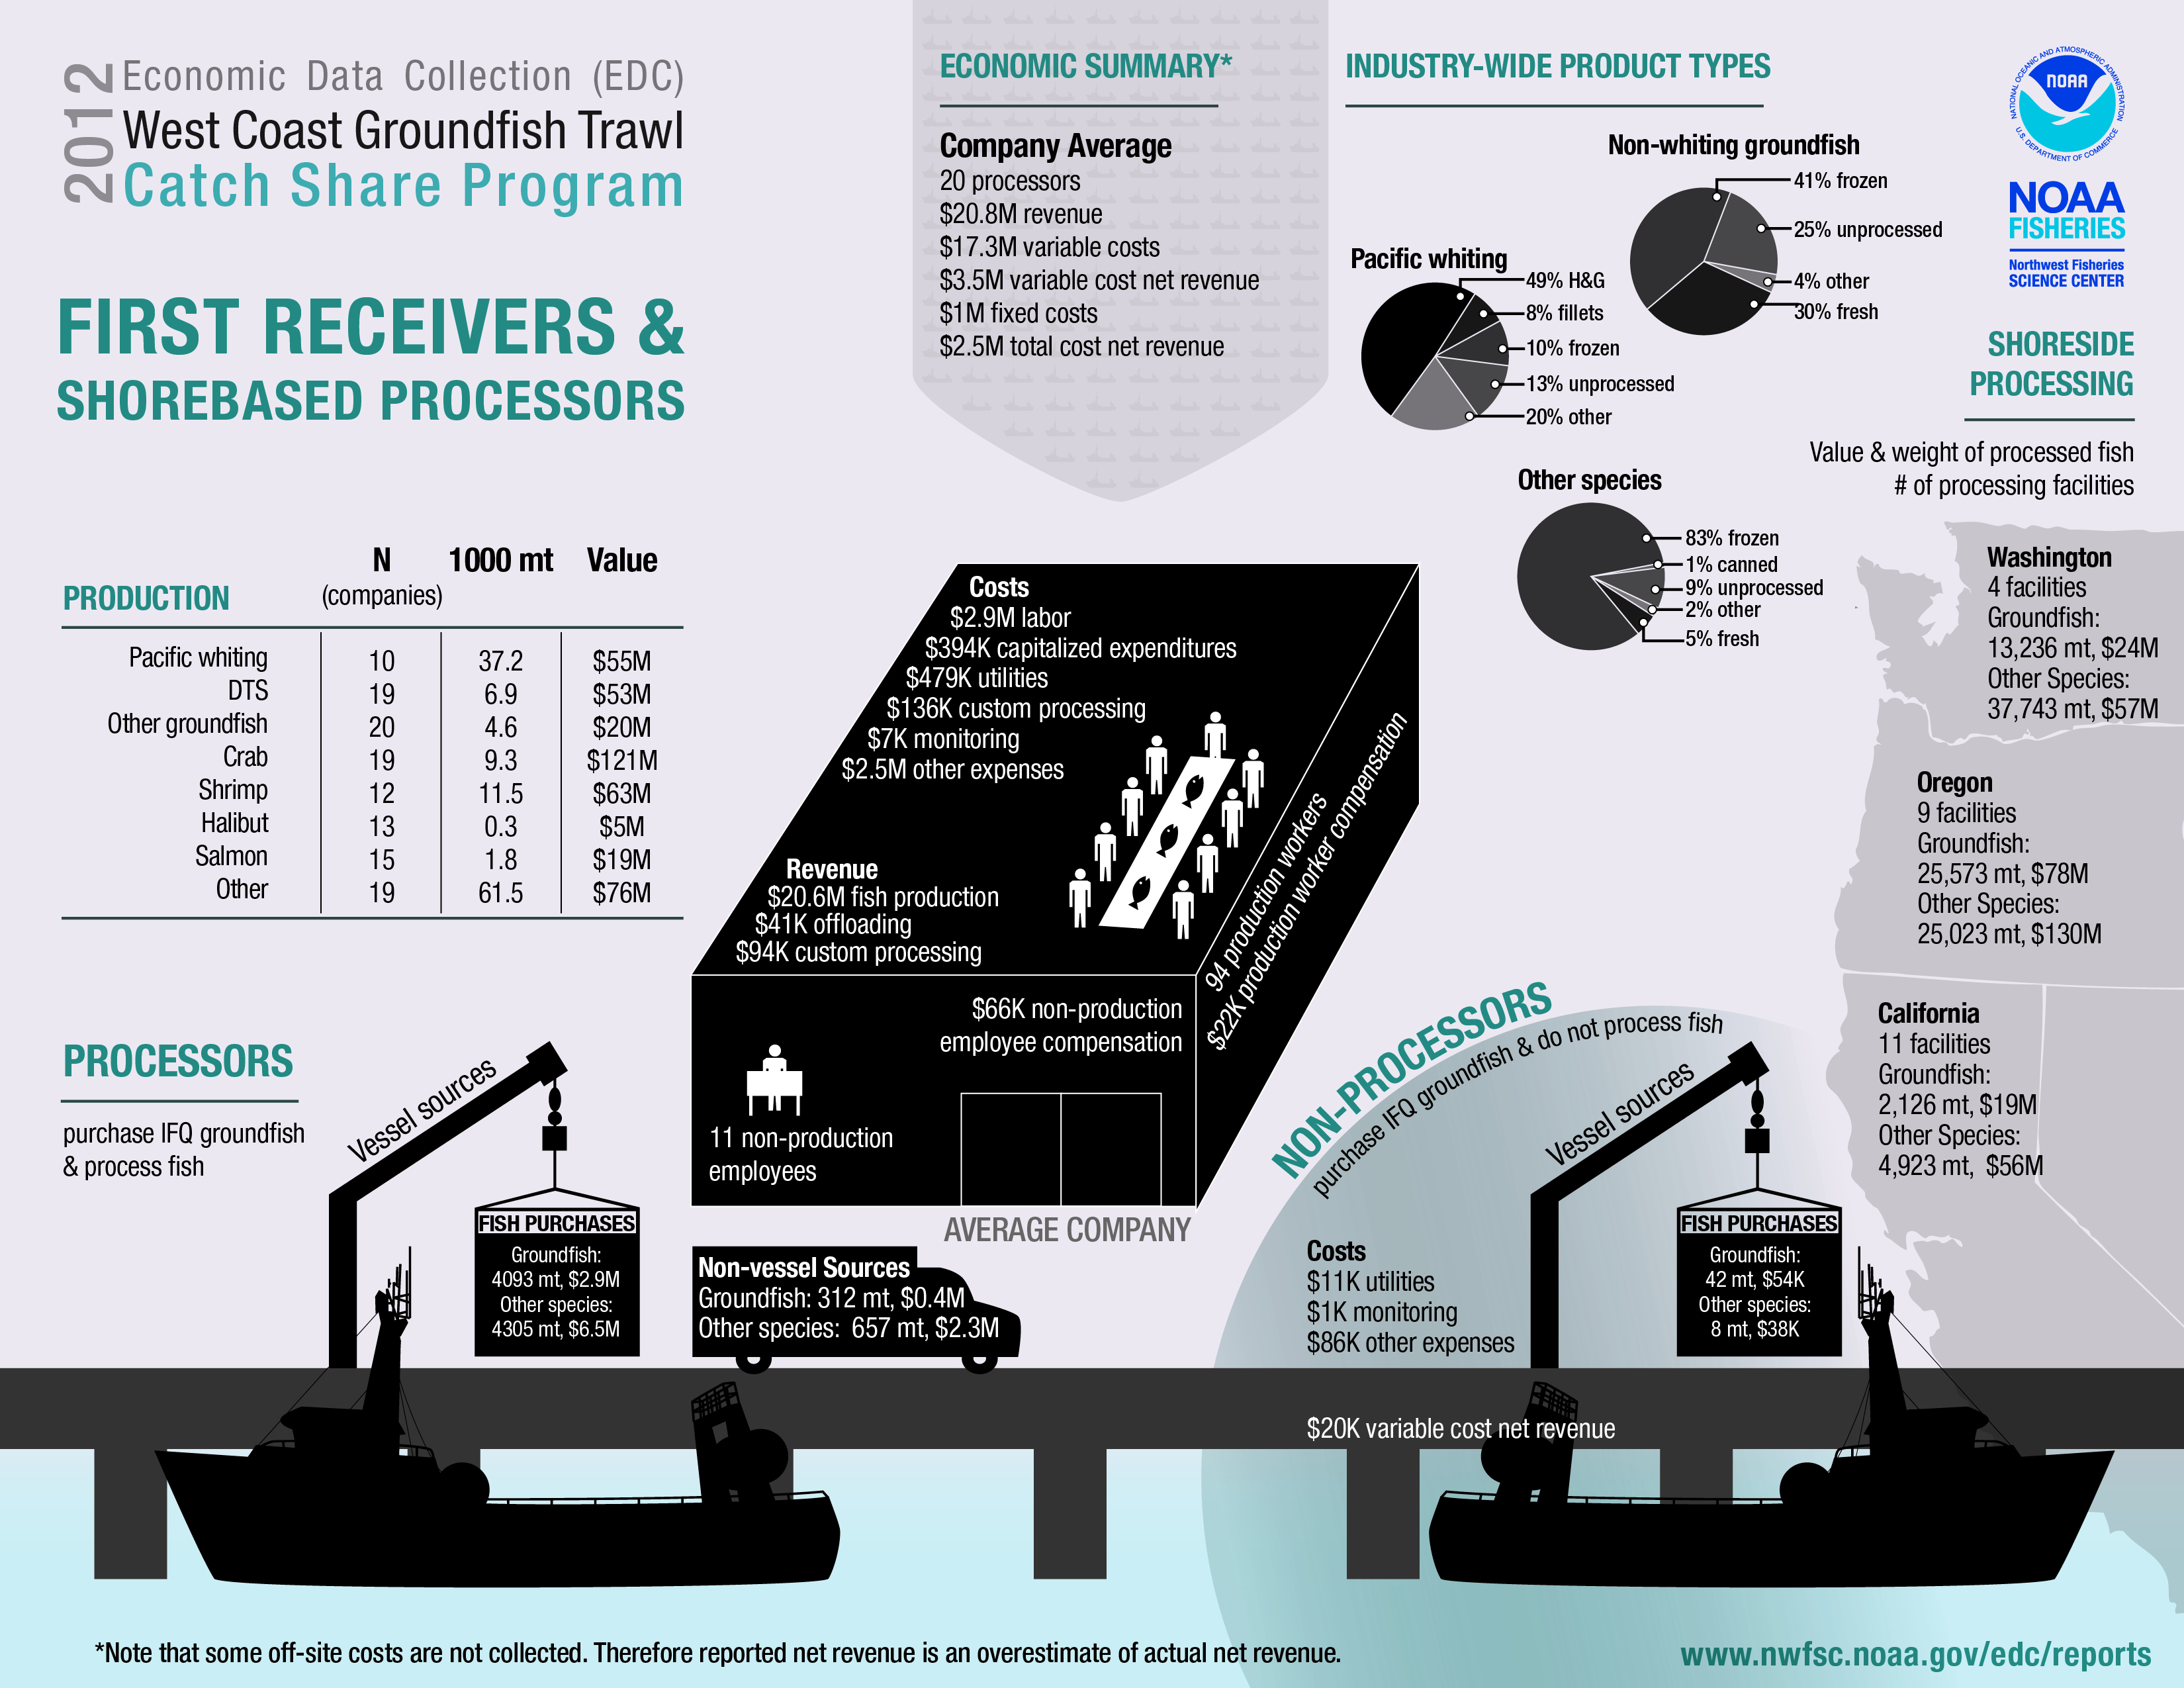 2012
Economic Data Collection (EDC)
West Coast Groundfish Trawl
Catch Share Program
FIRST RECEIVERS &
SHOREBASED PROCESSORS
ECONOMIC SUMMARY*
Company Average
20 processors
$20.8M revenue
$17.3M variable costs
$3.5M variable cost net revenue
$1M fixed costs
$2.5M total cost net revenue
INDUSTRY-WIDE PRODUCT TYPES
Non-whiting groundfish
41% frozen
25% unprocessed
4% other
30% fresh
Pacific whiting
49% H&G
8% fillets
10% frozen
13% unprocessed
20% other
Other species
83% frozen
1% canned
9% unprocessed
2% other
5% fresh
NATIONAL OCEANIC AND ATMOSPHERIC ADMINISTRATION
U.S. DEPARTMENT OF COMMERCE
NOAA
NOAA
FISHERIES
Northwest Fisheries
SCIENCE CENTER
SHORESIDE
PROCESSING
Value & weight of processed fish
# of processing facilities
Washington
4 facilities
Groundfish:
13,236 mt, $24M
Other Species:
37,743 mt, $57M
Oregon
9 facilities
Groundfish:
25,573 mt, $78M
Other Species:
25,023 mt, $130M
California
11 facilities
Groundfish:
2,126 mt, $19M
Other Species:
4,923 mt, $56M
PRODUCTION N (companies) 1000 mt Value
Pacific whiting 10 37.2 $55M
DTS 19 6.9 $53M
Other groundfish 20 4.6 $20M
Crab 19 9.3 $121M
Shrimp 12 11.5 $63M
Halibut 13 0.3 $5M
Salmon 15 1.8 $19M
Other 19 61.5 $76M
Costs
$2.9M labor
$394K capitalized expenditures
$479K utilities
$136K custom processing
$7K monitoring
$2.5M other expenses
Revenue
$20.6M fish production
$41K offloading
$94K custom processing
94 production workers
$22K production worker compensation
$66K non-production
employee compensation
11 non-production
employees
AVERAGE COMPANY
PROCESSORS
purchase IFQ groundfish
& process fish
Vessel sources
FISH PURCHASES
Groundfish:
4093 mt, $2.9M
Other species:
4305 mt, $6.5M
Non-vessel Sources
Groundfish: 312 mt, $0.4M
Other species: 657 mt, $2.3M
NON-PROCESSORS
purchase IFQ groundfish & do not process fish
Vessel sources
Costs
$11K utilities
$1K monitoring
$86K other expenses
FISH PURCHASES
Groundfish:
42 mt, $54K
Other species:
8 mt, $38K
$20K variable cost net revenue
*Note that some off-site costs are not collected. Therefore reported net revenue is an overestimate of actual net revenue.
www.nwfsc.noaa.gov/edc/reports